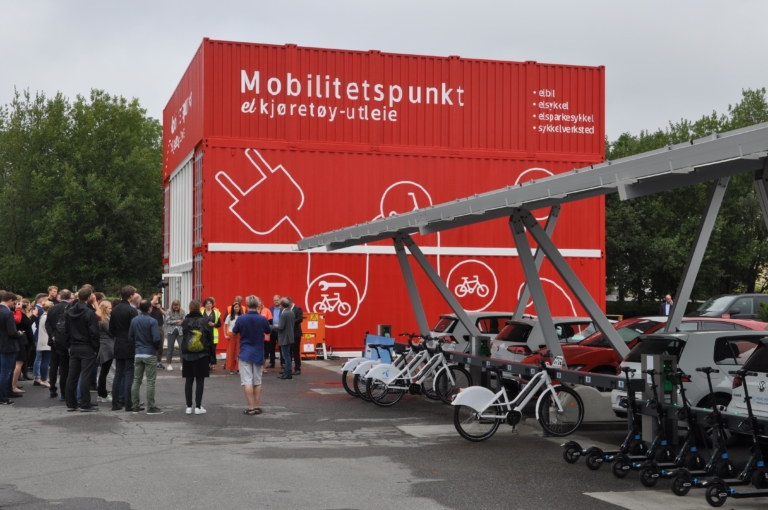 Mobilitetspunkt
el kjøretøy-utleie
• elbil
• elsykkel
• elsparkesykkel
• sykkelverksted